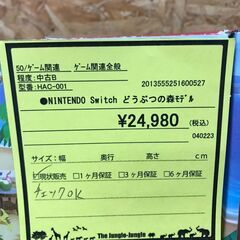 50/ゲーム関連 ゲーム関連全般
程度:中古B
型番:HAC-001
2013555251600527
●NINTENDO Switch どうぶつの森ﾓﾃﾞﾙ
¥24,980 (税込)
040223
サイズ:幅 奥行 高さ cm
☑現状販売 □1ヶ月保証 □3ヶ月保証 □6ヶ月保証
チェックOK
The Jungle-Jungle